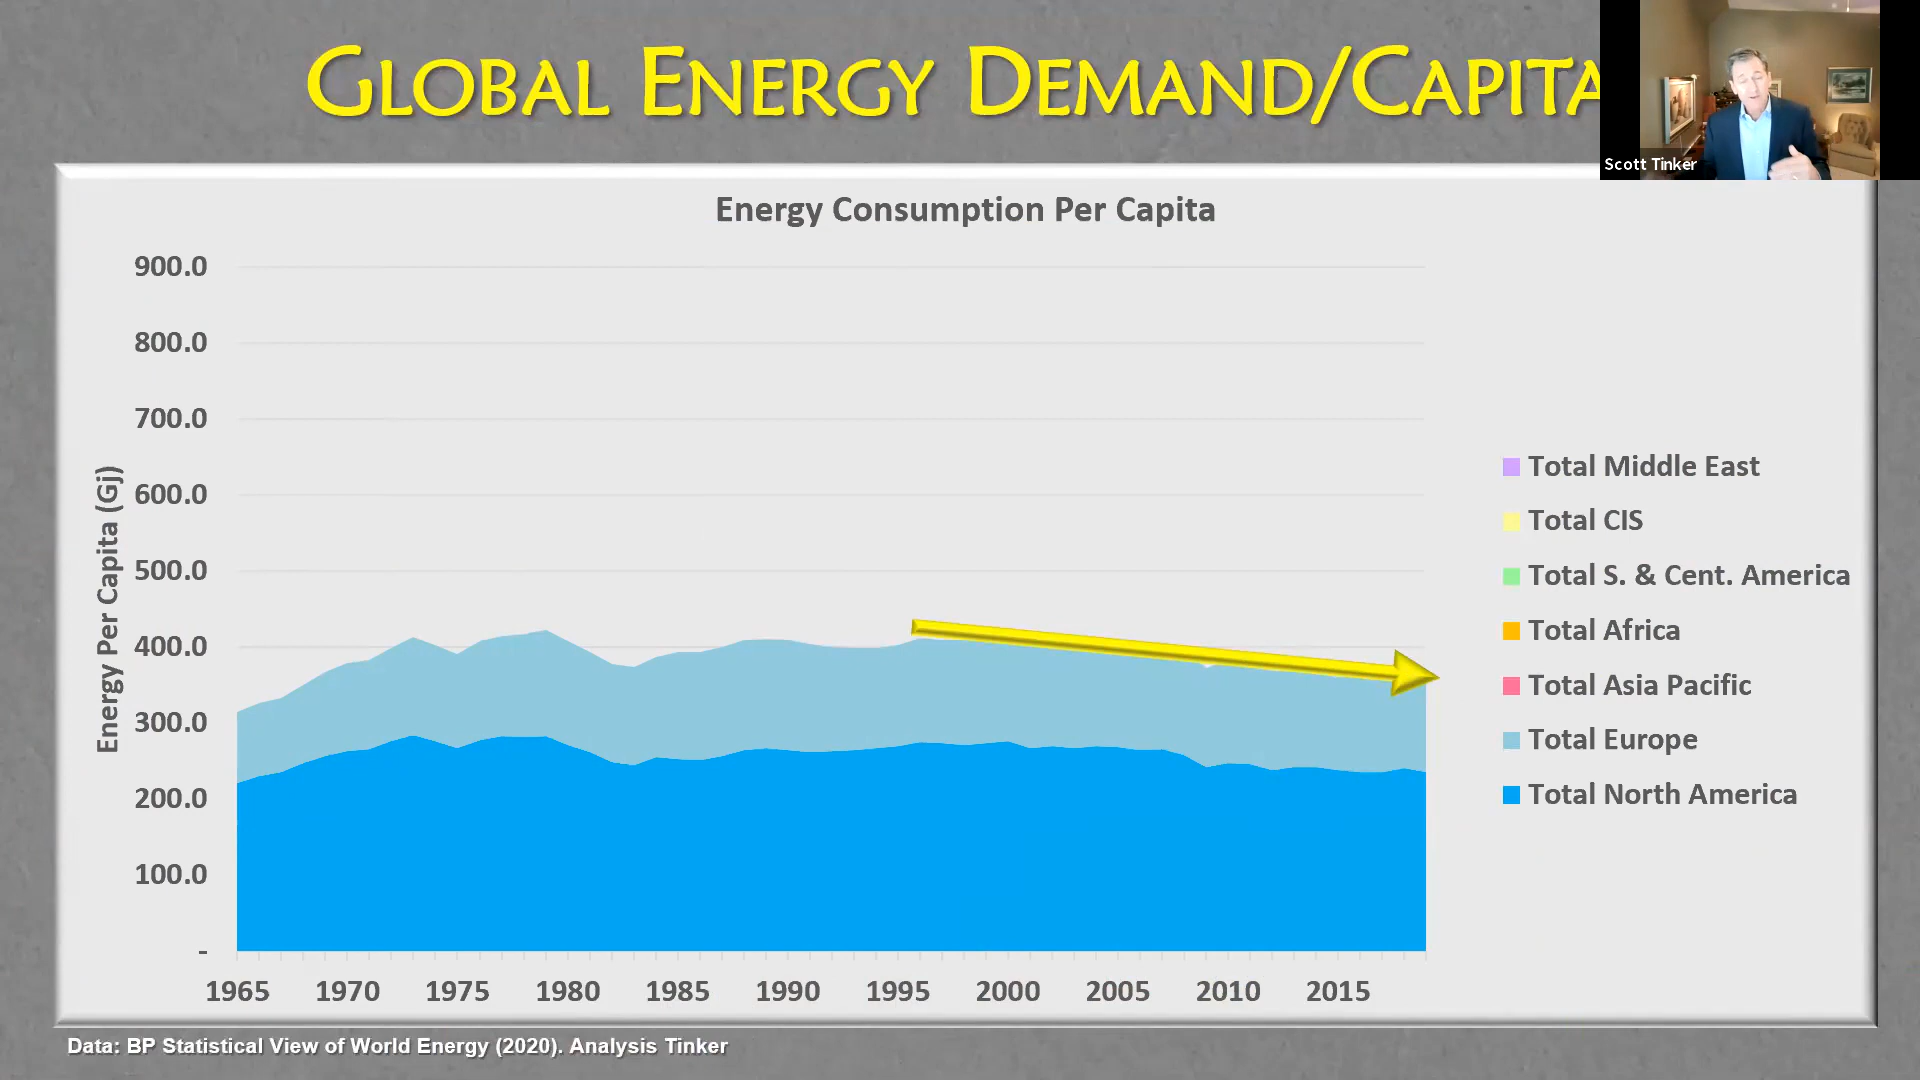 GLOBAL ENERGY DEMAND/CAPITA
Scott Tinker
Energy Consumption Per Capita
900.0
800.0
700.0
600.0
500.0
400.0
300.0
200.0
100.0
-
Energy Per Capita (Gj)
1965 1970 1975 1980 1985 1990 1995 2000 2005 2010 2015
Total Middle East
Total CIS
Total S. & Cent. America
Total Africa
Total Asia Pacific
Total Europe
Total North America
Data: BP Statistical View of World Energy (2020). Analysis Tinker